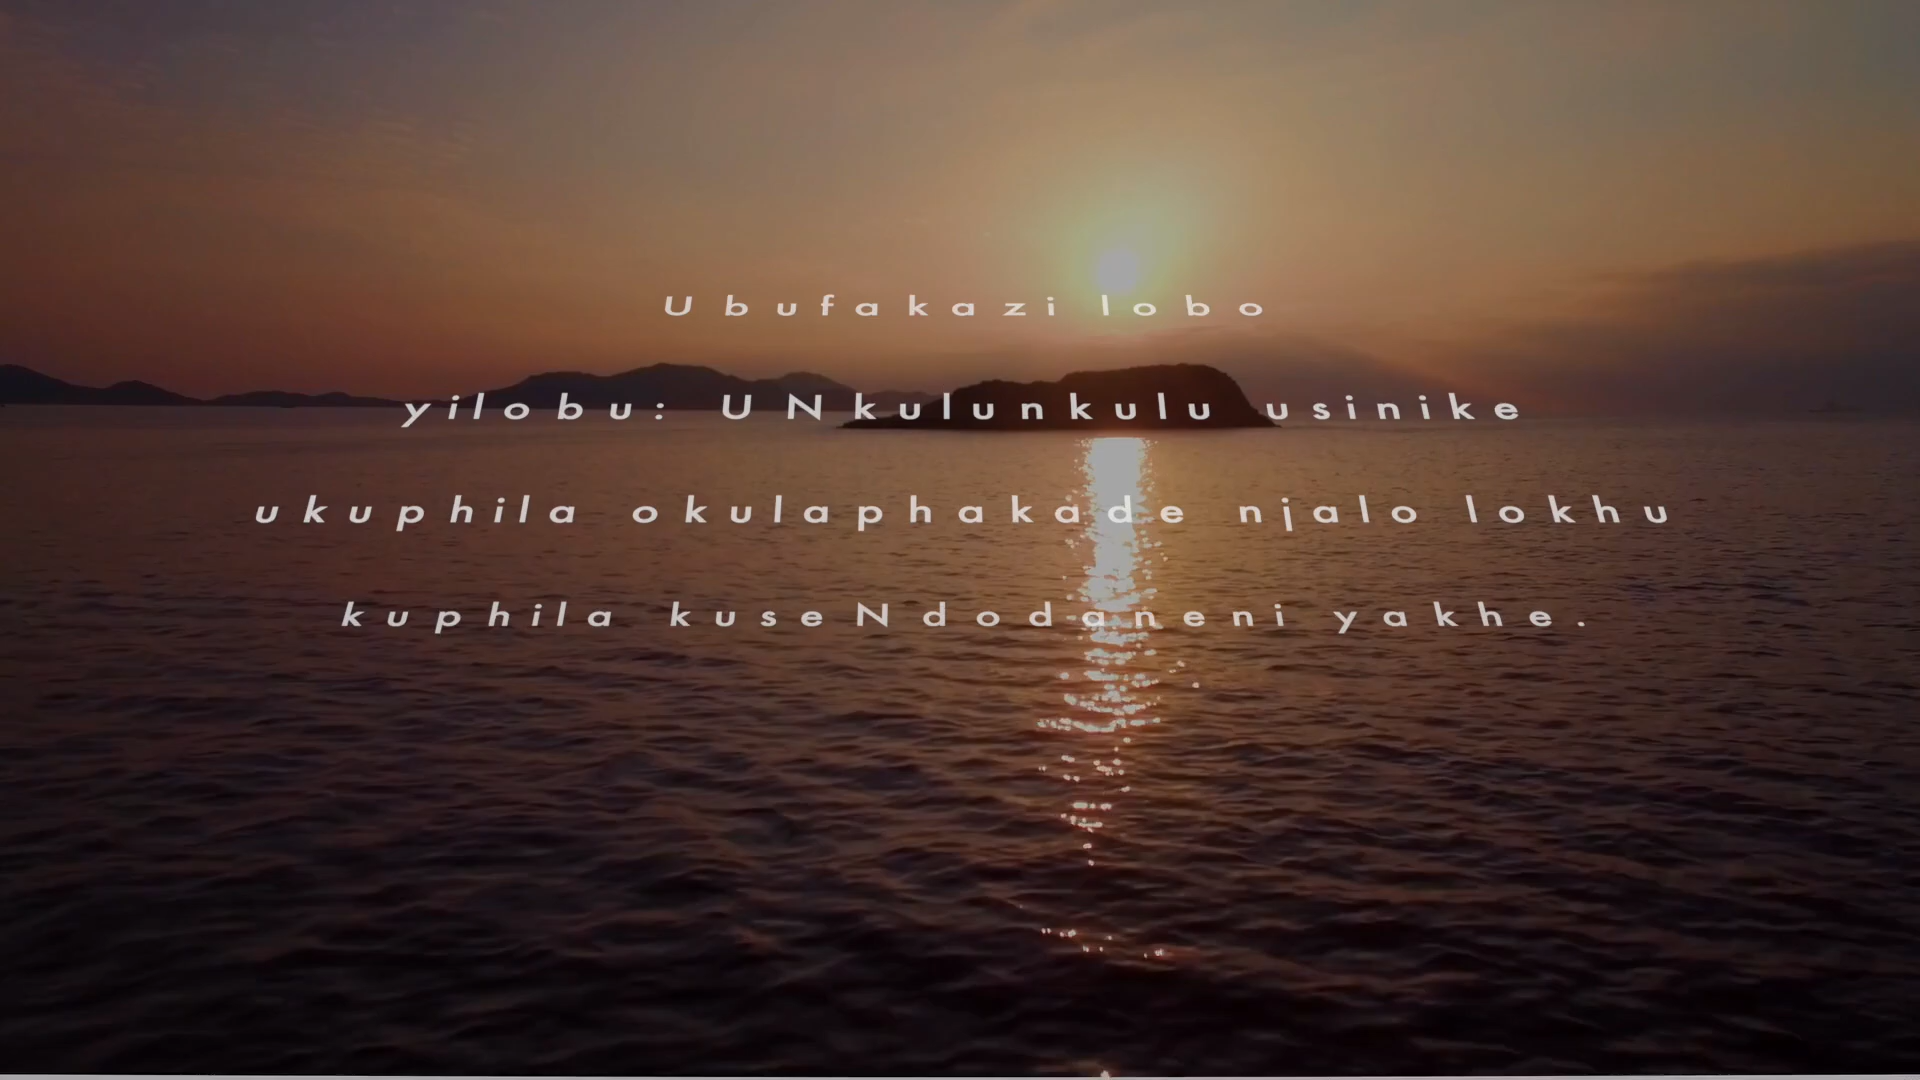 Ubufakazi lobo
yilobu: UNkulunkulu usinike
ukuphila okulaphakade njalo lokhu
kuphila kuseNdodaneni yakhe.